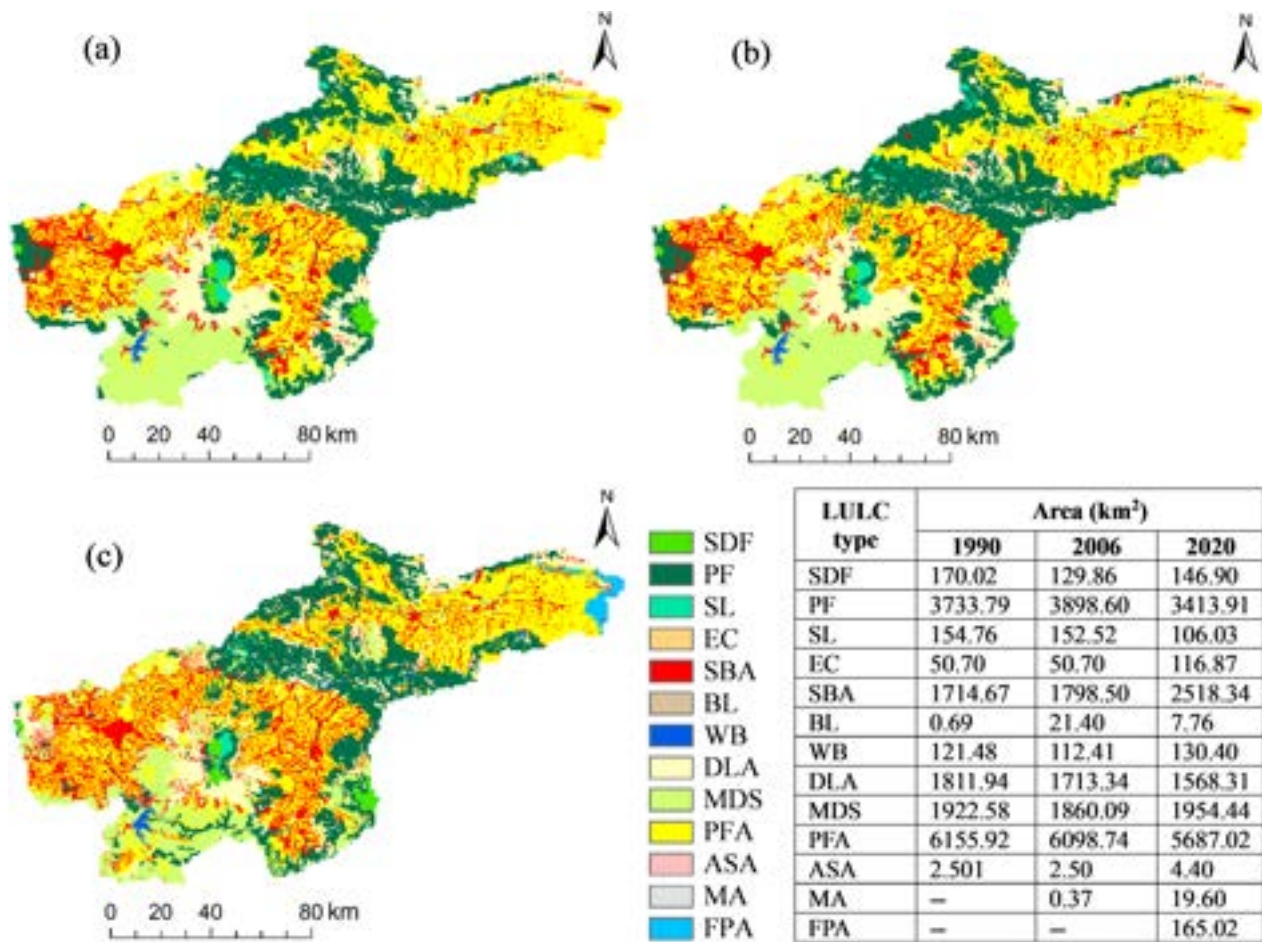 (a)
N
0 20 40 80 km
(b)
N
0 20 40 80 km
(c)
N
0 20 40 80 km
SDF
PF
SL
EC
SBA
BL
WB
DLA
MDS
PFA
ASA
MA
FPA
LULC type Area (km²)
1990 2006 2020
SDF 170.02 129.86 146.90
PF 3733.79 3898.60 3413.91
SL 154.76 152.52 106.03
EC 50.70 50.70 116.87
SBA 1714.67 1798.50 2518.34
BL 0.69 21.40 7.76
WB 121.48 112.41 130.40
DLA 1811.94 1713.34 1568.31
MDS 1922.58 1860.09 1954.44
PFA 6155.92 6098.74 5687.02
ASA 2.501 2.50 4.40
MA – 0.37 19.60
FPA – – 165.02